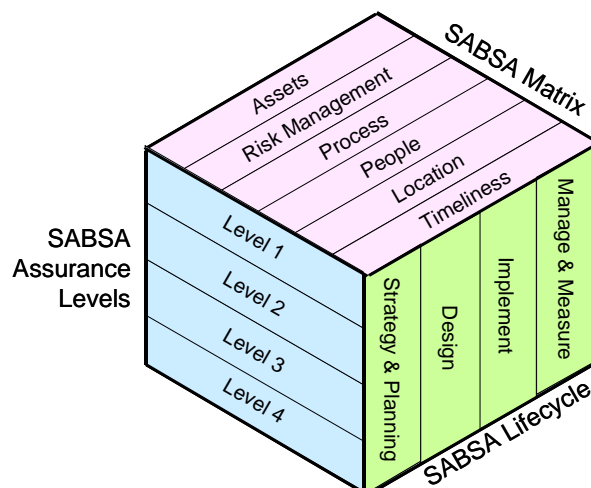 SABSA Matrix
Assets
Risk Management
Process
People
Location
Timeliness
SABSA
Assurance
Levels
Level 1
Level 2
Level 3
Level 4
Strategy & Planning
Design
Implement
Manage & Measure
SABSA Lifecycle